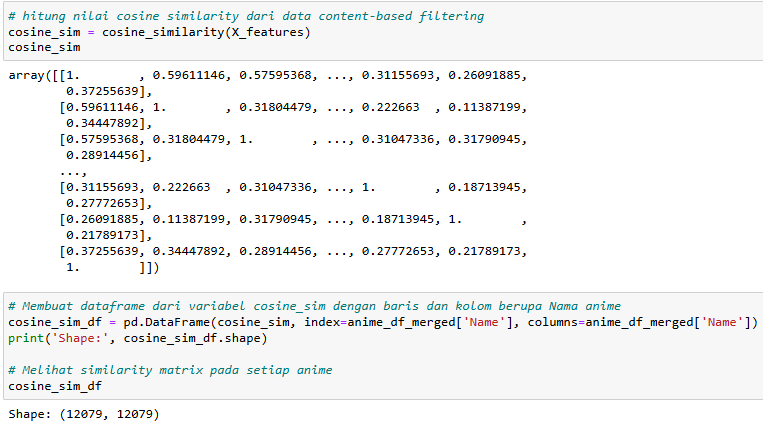 # hitung nilai cosine similarity dari data content-based filtering
cosine_sim = cosine_similarity(X_features)
cosine_sim
array([[1.        , 0.59611146, 0.57595368, ..., 0.31155693, 0.26091885,
        0.37255639],
       [0.59611146, 1.        , 0.31804479, ..., 0.222663  , 0.11387199,
        0.34447892],
       [0.57595368, 0.31804479, 1.        , ..., 0.31047336, 0.31790945,
        0.28914456],
       ...,
       [0.31155693, 0.222663  , 0.31047336, ..., 1.        , 0.18713945,
        0.27772653],
       [0.26091885, 0.11387199, 0.31790945, ..., 0.18713945, 1.        ,
        0.21789173],
       [0.37255639, 0.34447892, 0.28914456, ..., 0.27772653, 0.21789173,
        1.        ]])
# Membuat dataframe dari variabel cosine_sim dengan baris dan kolom berupa Nama anime
cosine_sim_df = pd.DataFrame(cosine_sim, index=anime_df_merged['Name'], columns=anime_df_merged['Name'])
print('Shape:', cosine_sim_df.shape)
# Melihat similarity matrix pada setiap anime
cosine_sim_df
Shape: (12079, 12079)